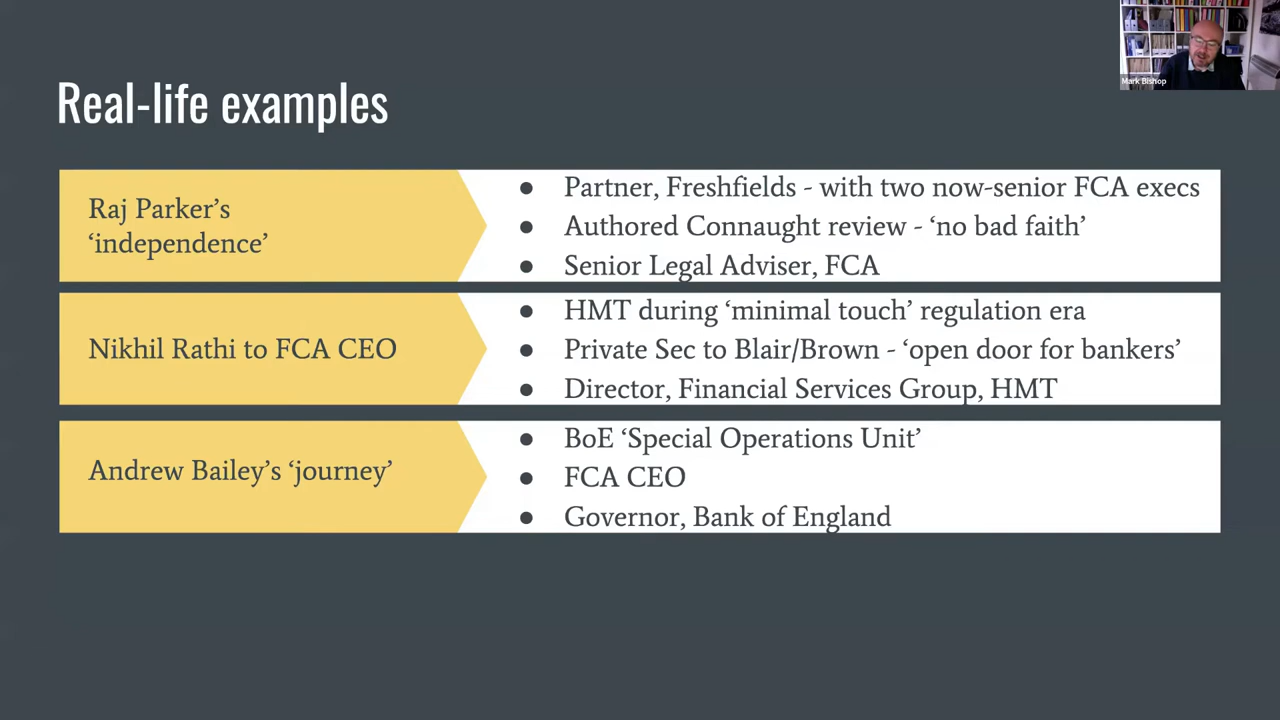 Mark Bishop
Real-life examples
Raj Parker’s
‘independence’
● Partner, Freshfields - with two now-senior FCA execs
● Authored Connaught review - ‘no bad faith’
● Senior Legal Adviser, FCA
Nikhil Rathi to FCA CEO
● HMT during ‘minimal touch’ regulation era
● Private Sec to Blair/Brown - ‘open door for bankers’
● Director, Financial Services Group, HMT
Andrew Bailey’s ‘journey’
● BoE ‘Special Operations Unit’
● FCA CEO
● Governor, Bank of England